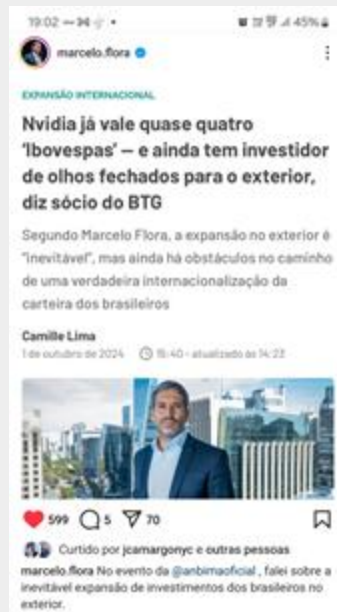 19:02
45%
marcelo.flora
EXPANSÃO INTERNACIONAL
Nvidia já vale quase quatro
‘Ibovespas’ – e ainda tem investidor
de olhos fechados para o exterior,
diz sócio do BTG
Segundo Marcelo Flora, a expansão no exterior é
"inevitável", mas ainda há obstáculos no caminho
de uma verdadeira internacionalização da
carteira dos brasileiros
Camille Lima
1 de outubro de 2024 15:40 - atualizado às 14:23
599 5 70
Curtido por jcamargonyc e outras pessoas
marcelo.flora No evento da @anbimaoficial, falei sobre a
inevitável expansão de investimentos dos brasileiros no
exterior.